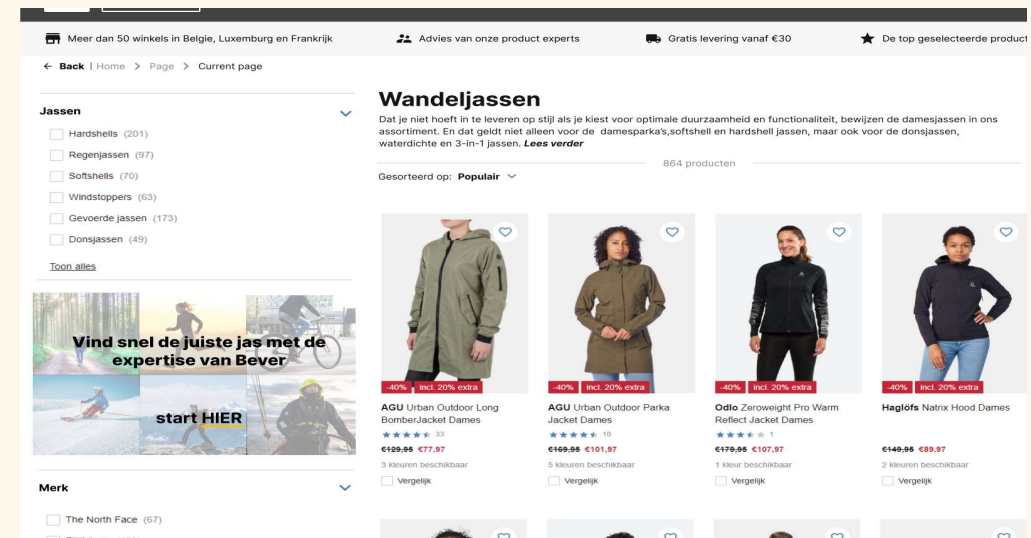 Meer dan 50 winkels in Belgie, Luxemburg en Frankrijk
Advies van onze product experts
Gratis levering vanaf €30
De top geselecteerde product
← Back | Home > Page > Current page
Jassen
Hardshells (201)
Regenjassen (97)
Softshells (70)
Windstoppers (63)
Gevoerde jassen (173)
Donsjassen (49)
Toon alles
Vind snel de juiste jas met de
expertise van Bever
start HIER
Merk
The North Face (67)
Wandeljassen
Dat je niet hoeft in te leveren op stijl als je kiest voor optimale duurzaamheid en functionaliteit, bewijzen de damesjassen in ons
assortiment. En dat geldt niet alleen voor de damesparka's,softshell en hardshell jassen, maar ook voor de donsjassen,
waterdichte en 3-in-1 jassen. Lees verder
864 producten
Gesorteerd op: Populair
-40% incl. 20% extra
AGU Urban Outdoor Long
BomberJacket Dames
33
€129,95 €77,97
3 kleuren beschikbaar
Vergelijk
-40% incl. 20% extra
AGU Urban Outdoor Parka
Jacket Dames
10
€169,95 €101,97
5 kleuren beschikbaar
Vergelijk
-40% incl. 20% extra
Odlo Zeroweight Pro Warm
Reflect Jacket Dames
1
€179,95 €107,97
1 kleur beschikbaar
Vergelijk
-40% incl. 20% extra
Haglöfs Natrix Hood Dames
€149,95 €89,97
2 kleuren beschikbaar
Vergelijk